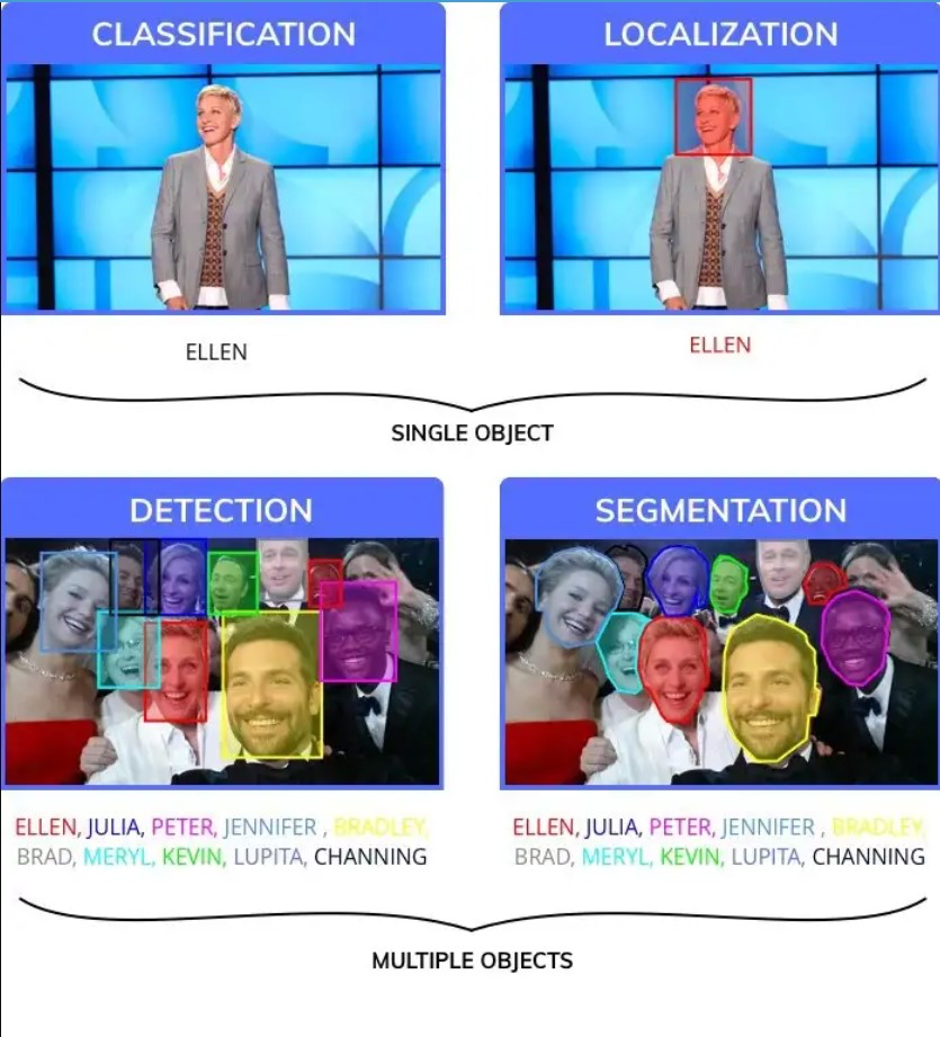 CLASSIFICATION
LOCALIZATION
ELLEN
ELLEN
SINGLE OBJECT
DETECTION
SEGMENTATION
ELLEN, JULIA, PETER, JENNIFER , BRADLEY,
BRAD, MERYL, KEVIN, LUPITA, CHANNING
ELLEN, JULIA, PETER, JENNIFER , BRADLEY,
BRAD, MERYL, KEVIN, LUPITA, CHANNING
MULTIPLE OBJECTS